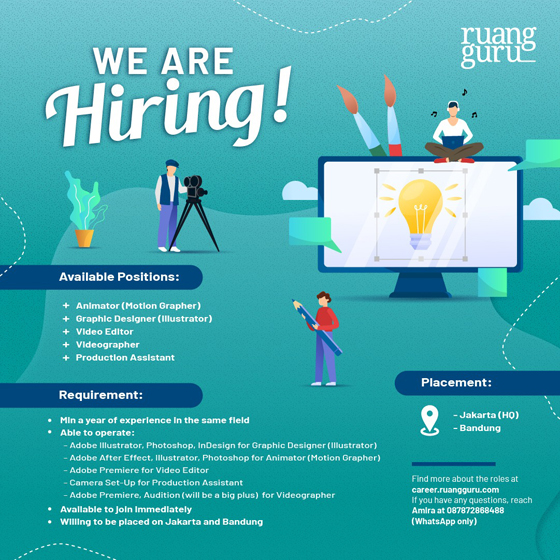 ruang
guru
WE ARE
Hiring!
Available Positions:
+ Animator (Motion Grapher)
+ Graphic Designer (Illustrator)
+ Video Editor
+ Videographer
+ Production Assistant
Requirement:
• Min a year of experience in the same field
• Able to operate:
- Adobe Illustrator, Photoshop, InDesign for Graphic Designer (Illustrator)
- Adobe After Effect, Illustrator, Photoshop for Animator (Motion Grapher)
- Adobe Premiere for Video Editor
- Camera Set-Up for Production Assistant
- Adobe Premiere, Audition (will be a big plus) for Videographer
• Available to join immediately
• Willing to be placed on Jakarta and Bandung
Placement:
- Jakarta (HQ)
- Bandung
Find more about the roles at
career.ruangguru.com
If you have any questions, reach
Amira at 087872868488
(WhatsApp only)